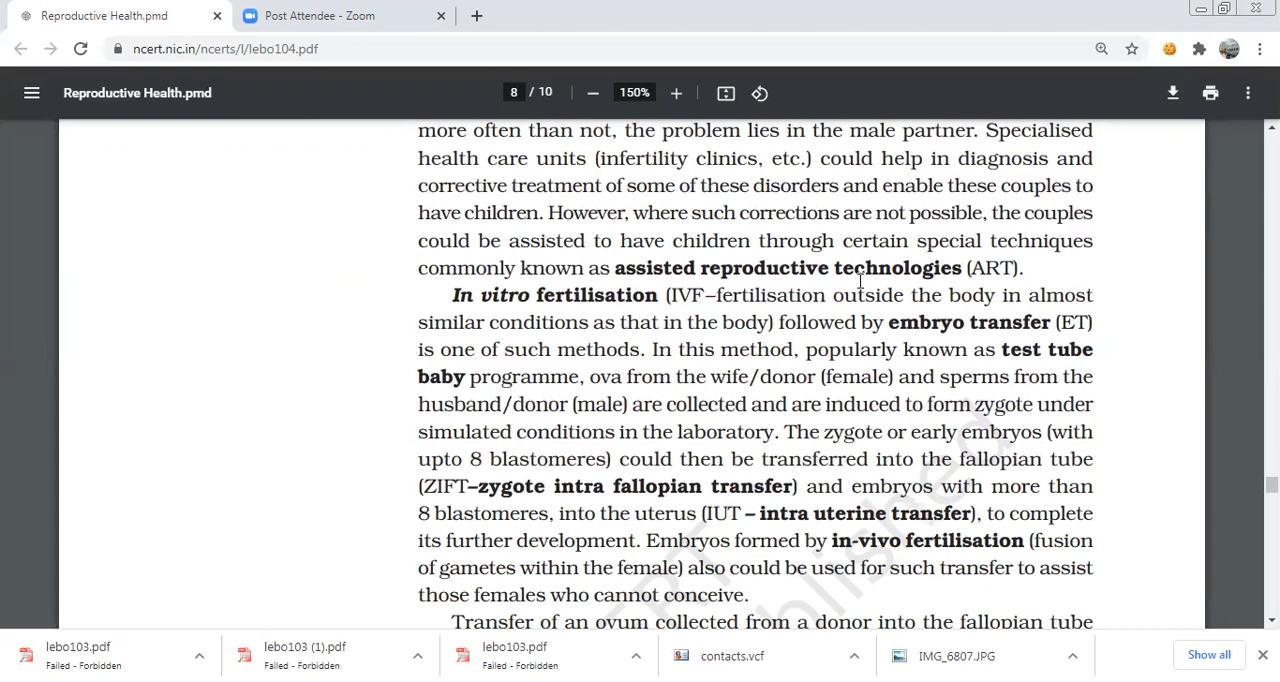 Reproductive Health.pmd
Post Attendee - Zoom
ncert.nic.in/ncerts/l/lebo104.pdf
Reproductive Health.pmd
8 / 10
150%
more often than not, the problem lies in the male partner. Specialised
health care units (infertility clinics, etc.) could help in diagnosis and
corrective treatment of some of these disorders and enable these couples to
have children. However, where such corrections are not possible, the couples
could be assisted to have children through certain special techniques
commonly known as assisted reproductive technologies (ART).
In vitro fertilisation (IVF–fertilisation outside the body in almost
similar conditions as that in the body) followed by embryo transfer (ET)
is one of such methods. In this method, popularly known as test tube
baby programme, ova from the wife/donor (female) and sperms from the
husband/donor (male) are collected and are induced to form zygote under
simulated conditions in the laboratory. The zygote or early embryos (with
upto 8 blastomeres) could then be transferred into the fallopian tube
(ZIFT–zygote intra fallopian transfer) and embryos with more than
8 blastomeres, into the uterus (IUT – intra uterine transfer), to complete
its further development. Embryos formed by in-vivo fertilisation (fusion
of gametes within the female) also could be used for such transfer to assist
those females who cannot conceive.
Transfer of an ovum collected from a donor into the fallopian tube
lebo103.pdf
Failed - Forbidden
lebo103 (1).pdf
Failed - Forbidden
lebo103.pdf
Failed - Forbidden
contacts.vcf
IMG_6807.JPG
Show all